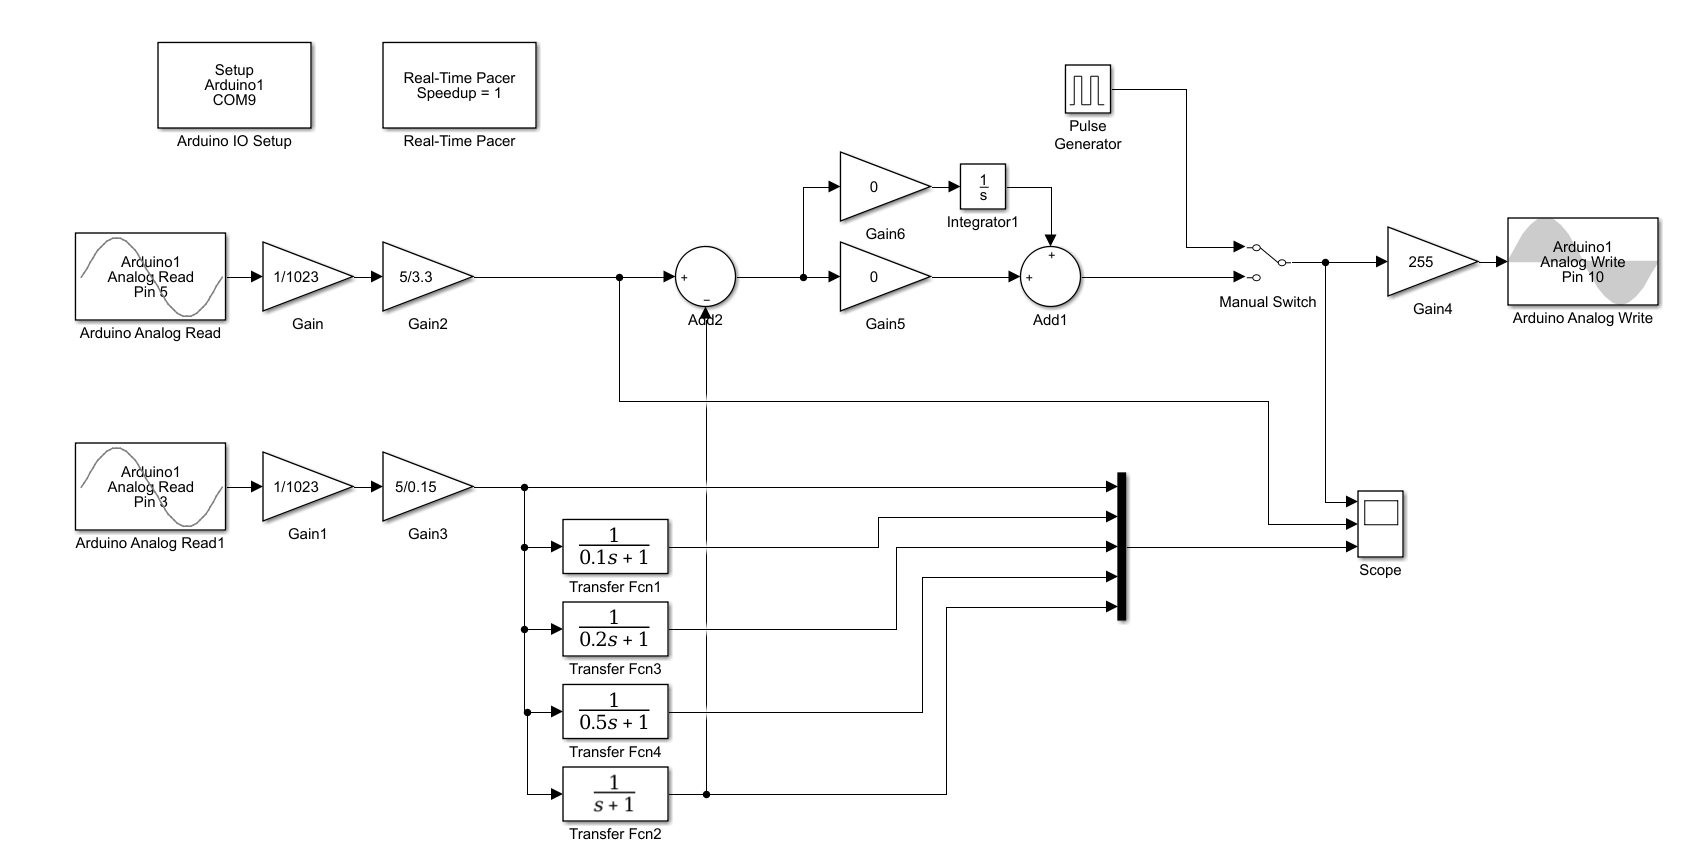 Setup
Arduino1
COM9
Arduino IO Setup
Real-Time Pacer
Speedup = 1
Real-Time Pacer
Pulse
Generator
0
Gain6
1
s
Integrator1
Arduino1
Analog Read
Pin 5
Arduino Analog Read
1/1023
Gain
5/3.3
Gain2
+
−
Add2
0
Gain5
+
+
Add1
Manual Switch
255
Gain4
Arduino1
Analog Write
Pin 10
Arduino Analog Write
Arduino1
Analog Read
Pin 3
Arduino Analog Read1
1/1023
Gain1
5/0.15
Gain3
1
0.1s + 1
Transfer Fcn1
1
0.2s + 1
Transfer Fcn3
1
0.5s + 1
Transfer Fcn4
1
s + 1
Transfer Fcn2
Scope